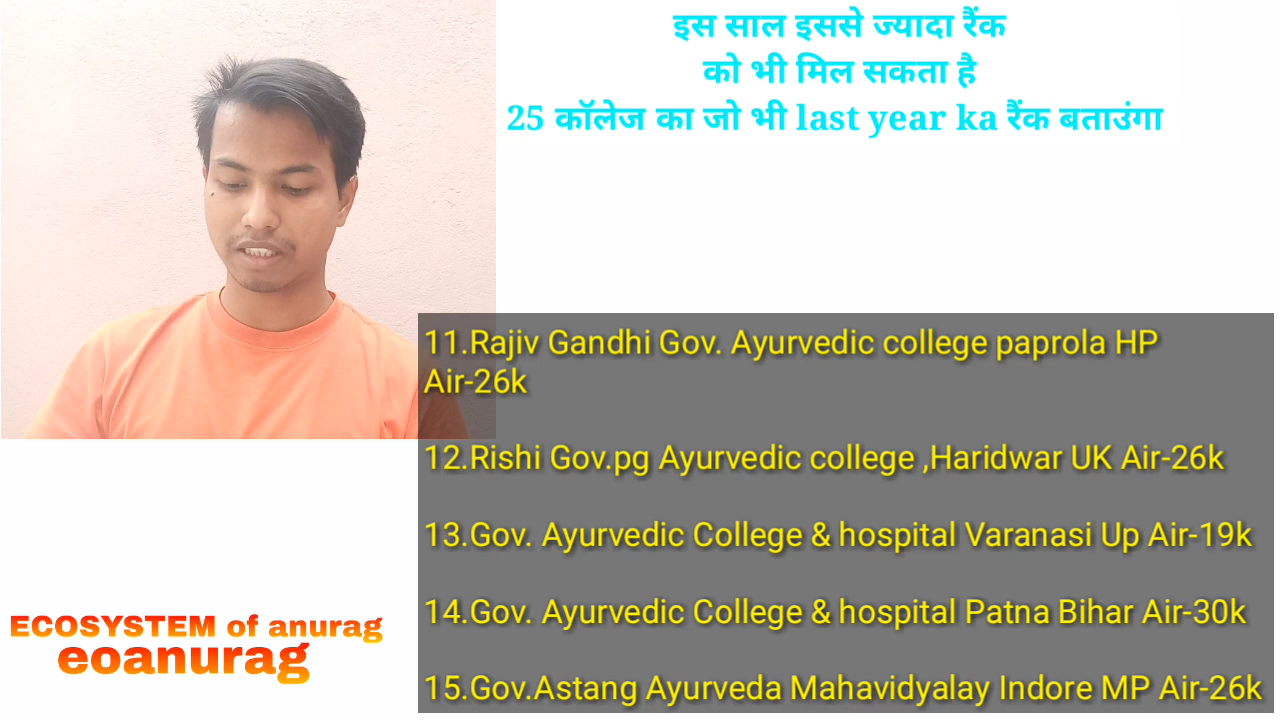 इस साल इससे ज्यादा रैंक
को भी मिल सकता है
25 कॉलेज का जो भी last year ka रैंक बताउंगा
11.Rajiv Gandhi Gov. Ayurvedic college paprola HP
Air-26k
12.Rishi Gov.pg Ayurvedic college ,Haridwar UK Air-26k
13.Gov. Ayurvedic College & hospital Varanasi Up Air-19k
14.Gov. Ayurvedic College & hospital Patna Bihar Air-30k
15.Gov.Astang Ayurveda Mahavidyalay Indore MP Air-26k
ECOSYSTEM of anurag
eoanurag